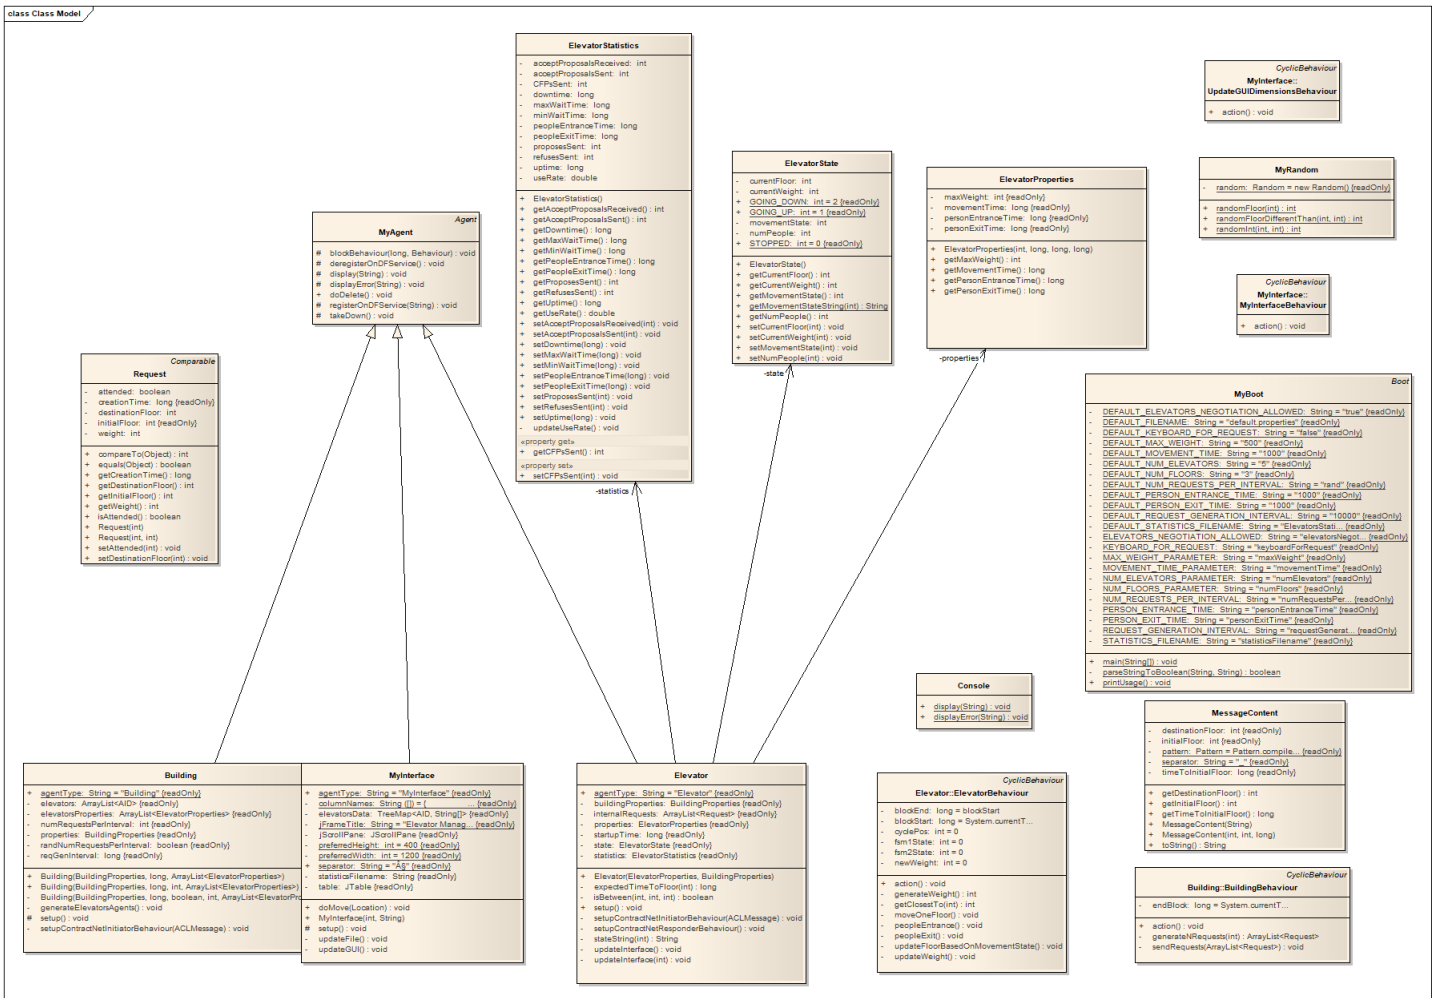 class Class Model
ElevatorStatistics
- acceptProposalsReceived: int
- acceptProposalsSent: int
- CFPsSent: int
- downtime: long
- maxWaitTime: long
- minWaitTime: long
- peopleEntranceTime: long
- peopleExitTime: long
- proposesSent: int
- refusesSent: int
- uptime: long
- useRate: double
+ ElevatorStatistics()
+ getAcceptProposalsReceived() : int
+ getAcceptProposalsSent() : int
+ getDowntime() : long
+ getMaxWaitTime() : long
+ getMinWaitTime() : long
+ getPeopleEntranceTime() : long
+ getPeopleExitTime() : long
+ getProposesSent() : int
+ getRefusesSent() : int
+ getUptime() : long
+ getUseRate() : double
+ setAcceptProposalsReceived(int) : void
+ setAcceptProposalsSent(int) : void
+ setDowntime(long) : void
+ setMaxWaitTime(long) : void
+ setMinWaitTime(long) : void
+ setPeopleEntranceTime(long) : void
+ setPeopleExitTime(long) : void
+ setProposesSent(int) : void
+ setRefusesSent(int) : void
+ setUptime(long) : void
- updateUseRate() : void
«property get»
+ getCFPsSent() : int
«property set»
+ setCFPsSent(int) : void
-statistics
CyclicBehaviour
MyInterface::
UpdateGUIDimensionsBehaviour
+ action() : void
ElevatorState
- currentFloor: int
- currentWeight: int
+ GOING_DOWN: int = 2 {readOnly}
+ GOING_UP: int = 1 {readOnly}
- movementState: int
- numPeople: int
+ STOPPED: int = 0 {readOnly}
+ ElevatorState()
+ getCurrentFloor() : int
+ getCurrentWeight() : int
+ getMovementState() : int
+ getMovementStateString(int) : String
+ getNumPeople() : int
+ setCurrentFloor(int) : void
+ setCurrentWeight(int) : void
+ setMovementState(int) : void
+ setNumPeople(int) : void
-state
ElevatorProperties
- maxWeight: int {readOnly}
- movementTime: long {readOnly}
- personEntranceTime: long {readOnly}
- personExitTime: long {readOnly}
+ ElevatorProperties(int, long, long, long)
+ getMaxWeight() : int
+ getMovementTime() : long
+ getPersonEntranceTime() : long
+ getPersonExitTime() : long
-properties
MyRandom
- random: Random = new Random() {readOnly}
+ randomFloor(int) : int
+ randomFloorDifferentThan(int, int) : int
+ randomInt(int, int) : int
Agent
MyAgent
# blockBehaviour(long, Behaviour) : void
# deregisterOnDFService() : void
# display(String) : void
# displayError(String) : void
+ doDelete() : void
# registerOnDFService(String) : void
# takeDown() : void
CyclicBehaviour
MyInterface::
MyInterfaceBehaviour
+ action() : void
Comparable
Request
- attended: boolean
- creationTime: long {readOnly}
- destinationFloor: int
- initialFloor: int {readOnly}
- weight: int
+ compareTo(Object) : int
+ equals(Object) : boolean
+ getCreationTime() : long
+ getDestinationFloor() : int
+ getInitialFloor() : int
+ getWeight() : int
+ isAttended() : boolean
+ Request(int)
+ Request(int, int)
+ setAttended(int) : void
+ setDestinationFloor(int) : void
Boot
MyBoot
- DEFAULT_ELEVATORS_NEGOTIATION_ALLOWED: String = "true" {readOnly}
- DEFAULT_FILENAME: String = "default.properties" {readOnly}
- DEFAULT_KEYBOARD_FOR_REQUEST: String = "false" {readOnly}
- DEFAULT_MAX_WEIGHT: String = "500" {readOnly}
- DEFAULT_MOVEMENT_TIME: String = "1000" {readOnly}
- DEFAULT_NUM_ELEVATORS: String = "5" {readOnly}
- DEFAULT_NUM_FLOORS: String = "3" {readOnly}
- DEFAULT_NUM_REQUESTS_PER_INTERVAL: String = "rand" {readOnly}
- DEFAULT_PERSON_ENTRANCE_TIME: String = "1000" {readOnly}
- DEFAULT_PERSON_EXIT_TIME: String = "1000" {readOnly}
- DEFAULT_REQUEST_GENERATION_INTERVAL: String = "10000" {readOnly}
- DEFAULT_STATISTICS_FILENAME: String = "ElevatorsStati... {readOnly}
- ELEVATORS_NEGOTIATION_ALLOWED: String = "elevatorsNegot... {readOnly}
- KEYBOARD_FOR_REQUEST: String = "keyboardForRequest" {readOnly}
- MAX_WEIGHT_PARAMETER: String = "maxWeight" {readOnly}
- MOVEMENT_TIME_PARAMETER: String = "movementTime" {readOnly}
- NUM_ELEVATORS_PARAMETER: String = "numElevators" {readOnly}
- NUM_FLOORS_PARAMETER: String = "numFloors" {readOnly}
- NUM_REQUESTS_PER_INTERVAL: String = "numRequestsPer... {readOnly}
- PERSON_ENTRANCE_TIME: String = "personEntranceTime" {readOnly}
- PERSON_EXIT_TIME: String = "personExitTime" {readOnly}
- REQUEST_GENERATION_INTERVAL: String = "requestGenerat... {readOnly}
- STATISTICS_FILENAME: String = "statisticsFilename" {readOnly}
+ main(String[]) : void
- parseStringToBoolean(String, String) : boolean
+ printUsage() : void
Console
+ display(String) : void
+ displayError(String) : void
MessageContent
- destinationFloor: int {readOnly}
- initialFloor: int {readOnly}
- pattern: Pattern = Pattern.compile... {readOnly}
- separator: String = "_" {readOnly}
- timeToInitialFloor: long {readOnly}
+ getDestinationFloor() : int
+ getInitialFloor() : int
+ getTimeToInitialFloor() : long
+ MessageContent(String)
+ MessageContent(int, int, long)
+ toString() : String
Building
+ agentType: String = "Building" {readOnly}
- elevators: ArrayList<AID> {readOnly}
- elevatorsProperties: ArrayList<ElevatorProperties> {readOnly}
- numRequestsPerInterval: int {readOnly}
- properties: BuildingProperties {readOnly}
- randNumRequestsPerInterval: boolean {readOnly}
- reqGenInterval: long {readOnly}
+ Building(BuildingProperties, long, ArrayList<ElevatorProperties>)
+ Building(BuildingProperties, long, int, ArrayList<ElevatorProperties>)
- Building(BuildingProperties, long, boolean, int, ArrayList<ElevatorPro
- generateElevatorsAgents() : void
# setup() : void
- setupContractNetInitiatorBehaviour(ACLMessage) : void
MyInterface
+ agentType: String = "MyInterface" {readOnly}
- columnNames: String ([]) = { ... {readOnly}
- elevatorsData: TreeMap<AID, String[]> {readOnly}
- jFrameTitle: String = "Elevator Manag... {readOnly}
- jScrollPane: JScrollPane {readOnly}
- preferredHeight: int = 400 {readOnly}
- preferredWidth: int = 1200 {readOnly}
+ separator: String = "Â§" {readOnly}
- statisticsFilename: String {readOnly}
- table: JTable {readOnly}
+ doMove(Location) : void
+ MyInterface(int, String)
# setup() : void
- updateFile() : void
- updateGUI() : void
Elevator
+ agentType: String = "Elevator" {readOnly}
- buildingProperties: BuildingProperties {readOnly}
- internalRequests: ArrayList<Request> {readOnly}
- properties: ElevatorProperties {readOnly}
- startupTime: long {readOnly}
- state: ElevatorState {readOnly}
- statistics: ElevatorStatistics {readOnly}
+ Elevator(ElevatorProperties, BuildingProperties)
- expectedTimeToFloor(int) : long
- isBetween(int, int, int) : boolean
+ setup() : void
- setupContractNetInitiatorBehaviour(ACLMessage) : void
- setupContractNetResponderBehaviour() : void
- stateString(int) : String
- updateInterface() : void
- updateInterface(int) : void
CyclicBehaviour
Elevator::ElevatorBehaviour
- blockEnd: long = blockStart
- blockStart: long = System.currentT...
- cyclePos: int = 0
- fsm1State: int = 0
- fsm2State: int = 0
- newWeight: int = 0
+ action() : void
- generateWeight() : int
- getClosestTo(int) : int
- moveOneFloor() : void
- peopleEntrance() : void
- peopleExit() : void
- updateFloorBasedOnMovementState() : void
- updateWeight() : void
CyclicBehaviour
Building::BuildingBehaviour
- endBlock: long = System.currentT...
+ action() : void
- generateNRequests(int) : ArrayList<Request>
- sendRequests(ArrayList<Request>) : void